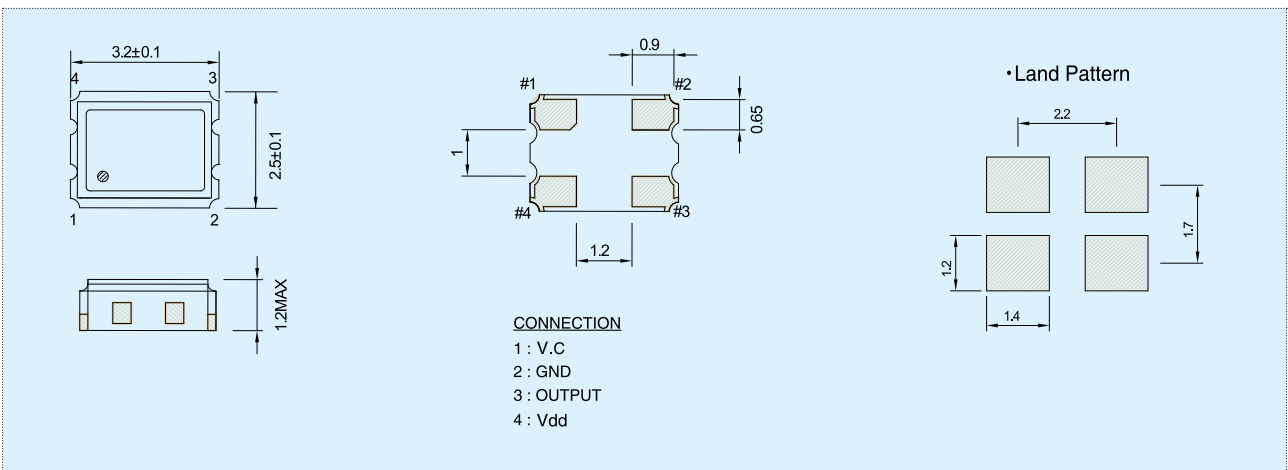 3.2±0.1
4
3
2.5±0.1
1
2
1.2MAX
0.9
#1
#2
0.65
1
#4
#3
1.2
CONNECTION
1 : V.C
2 : GND
3 : OUTPUT
4 : Vdd
•Land Pattern
2.2
1.7
1.2
1.4